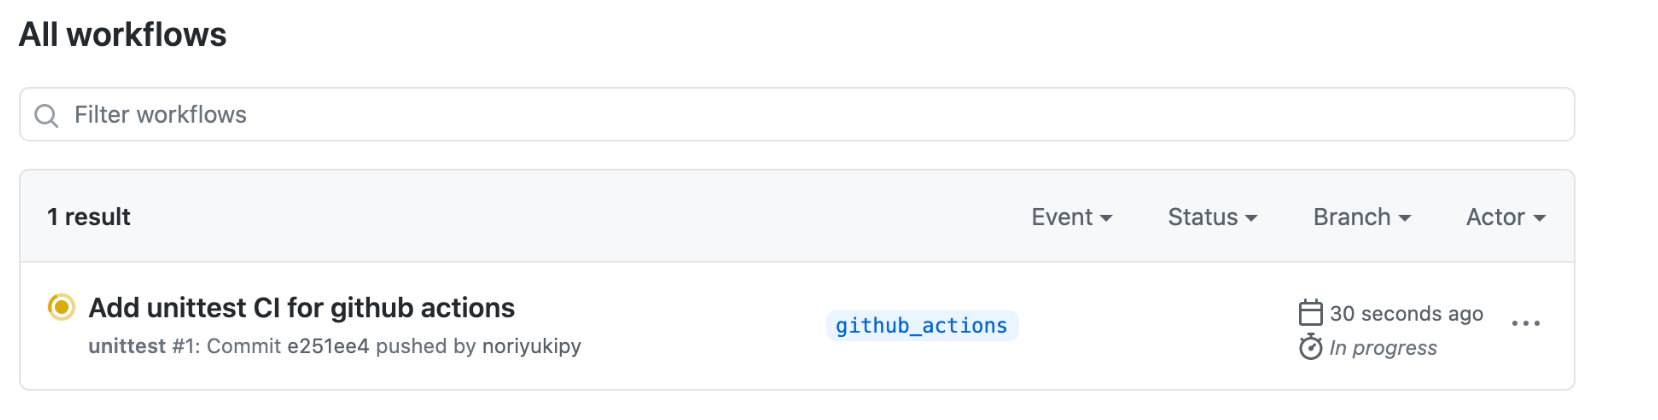 All workflows
Filter workflows
1 result
Event
Status
Branch
Actor
Add unittest CI for github actions
unittest #1: Commit e251ee4 pushed by noriyukipy
github_actions
30 seconds ago
In progress